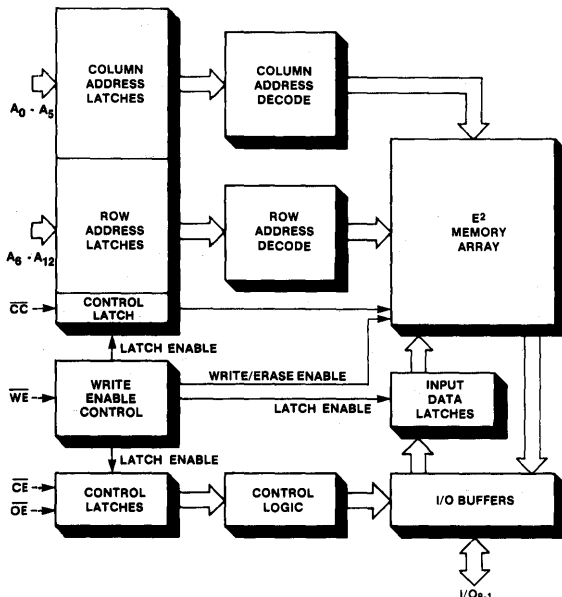 COLUMN
ADDRESS
LATCHES
COLUMN
ADDRESS
DECODE
A0 - A5
ROW
ADDRESS
LATCHES
ROW
ADDRESS
DECODE
E2
MEMORY
ARRAY
A6 - A12
CC
CONTROL
LATCH
LATCH ENABLE
WE
WRITE
ENABLE
CONTROL
WRITE/ERASE ENABLE
LATCH ENABLE
INPUT
DATA
LATCHES
LATCH ENABLE
CE
OE
CONTROL
LATCHES
CONTROL
LOGIC
I/O BUFFERS